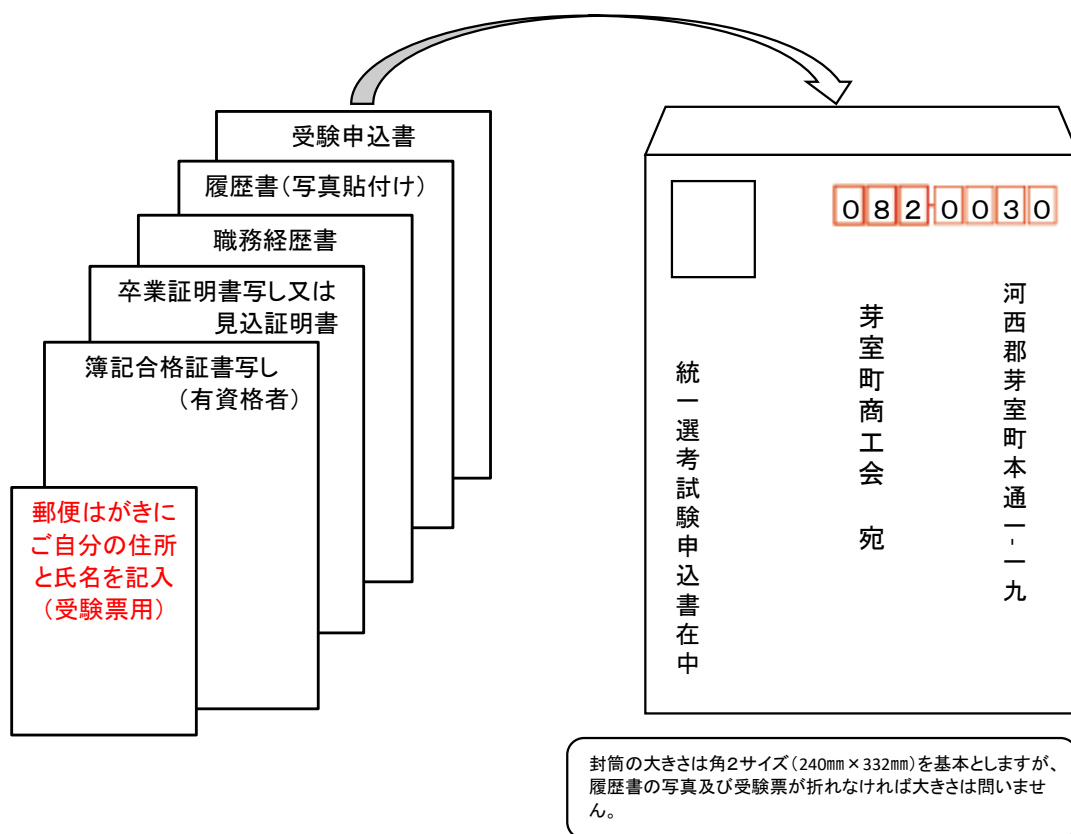 受験申込書
履歴書(写真貼付け)
職務経歴書
卒業証明書写し又は
見込証明書
簿記合格証書写し
(有資格者)
郵便はがきに
ご自分の住所
と氏名を記入
(受験票用)
082-0030
河西郡芽室町本通一-一九
芽室町商工会 宛
統一選考試験申込書在中
封筒の大きさは角2サイズ(240㎜×332㎜)を基本としますが、
履歴書の写真及び受験票が折れなければ大きさは問いませ
ん。